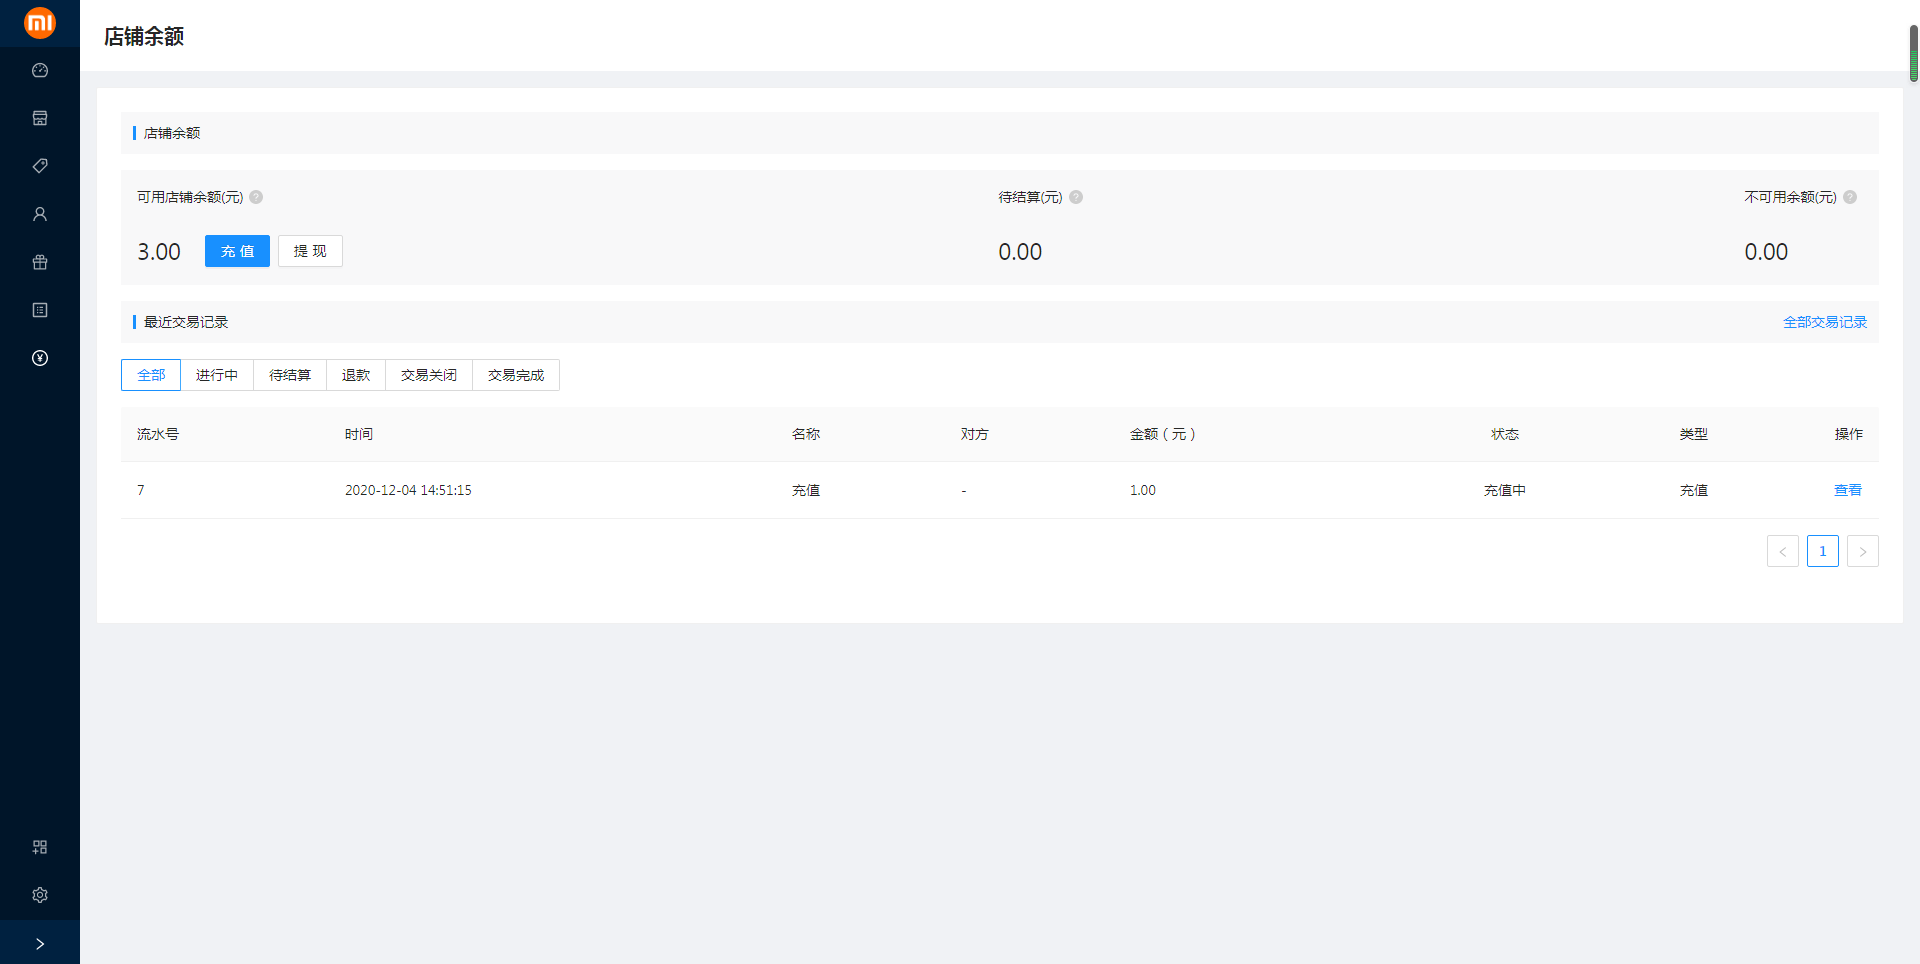 店铺余额
店铺余额
可用店铺余额(元) ? 待结算(元) ? 不可用余额(元) ?
3.00 充 值 提 现 0.00 0.00
最近交易记录 全部交易记录
全部 进行中 待结算 退款 交易关闭 交易完成
流水号 时间 名称 对方 金额（元） 状态 类型 操作
7 2020-12-04 14:51:15 充值 - 1.00 充值中 充值 查看
< 1 >